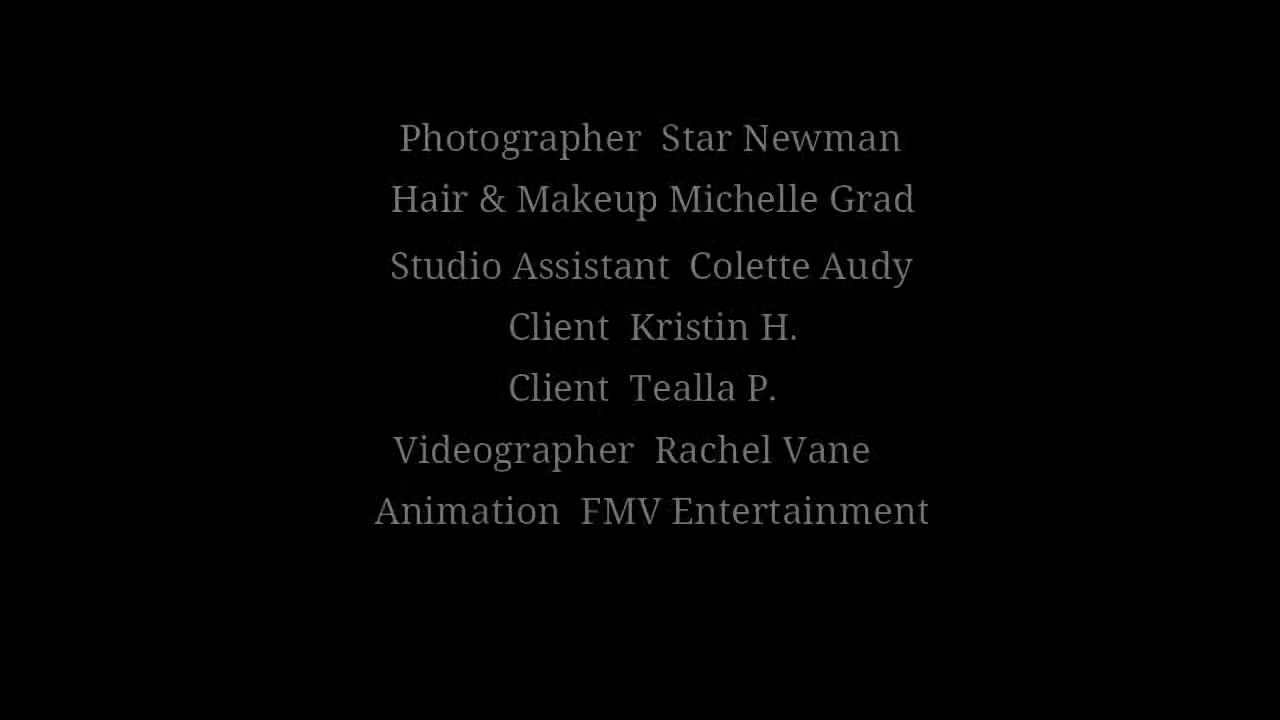 Photographer  Star Newman
Hair & Makeup Michelle Grad
Studio Assistant  Colette Audy
Client  Kristin H.
Client  Tealla P.
Videographer  Rachel Vane
Animation  FMV Entertainment